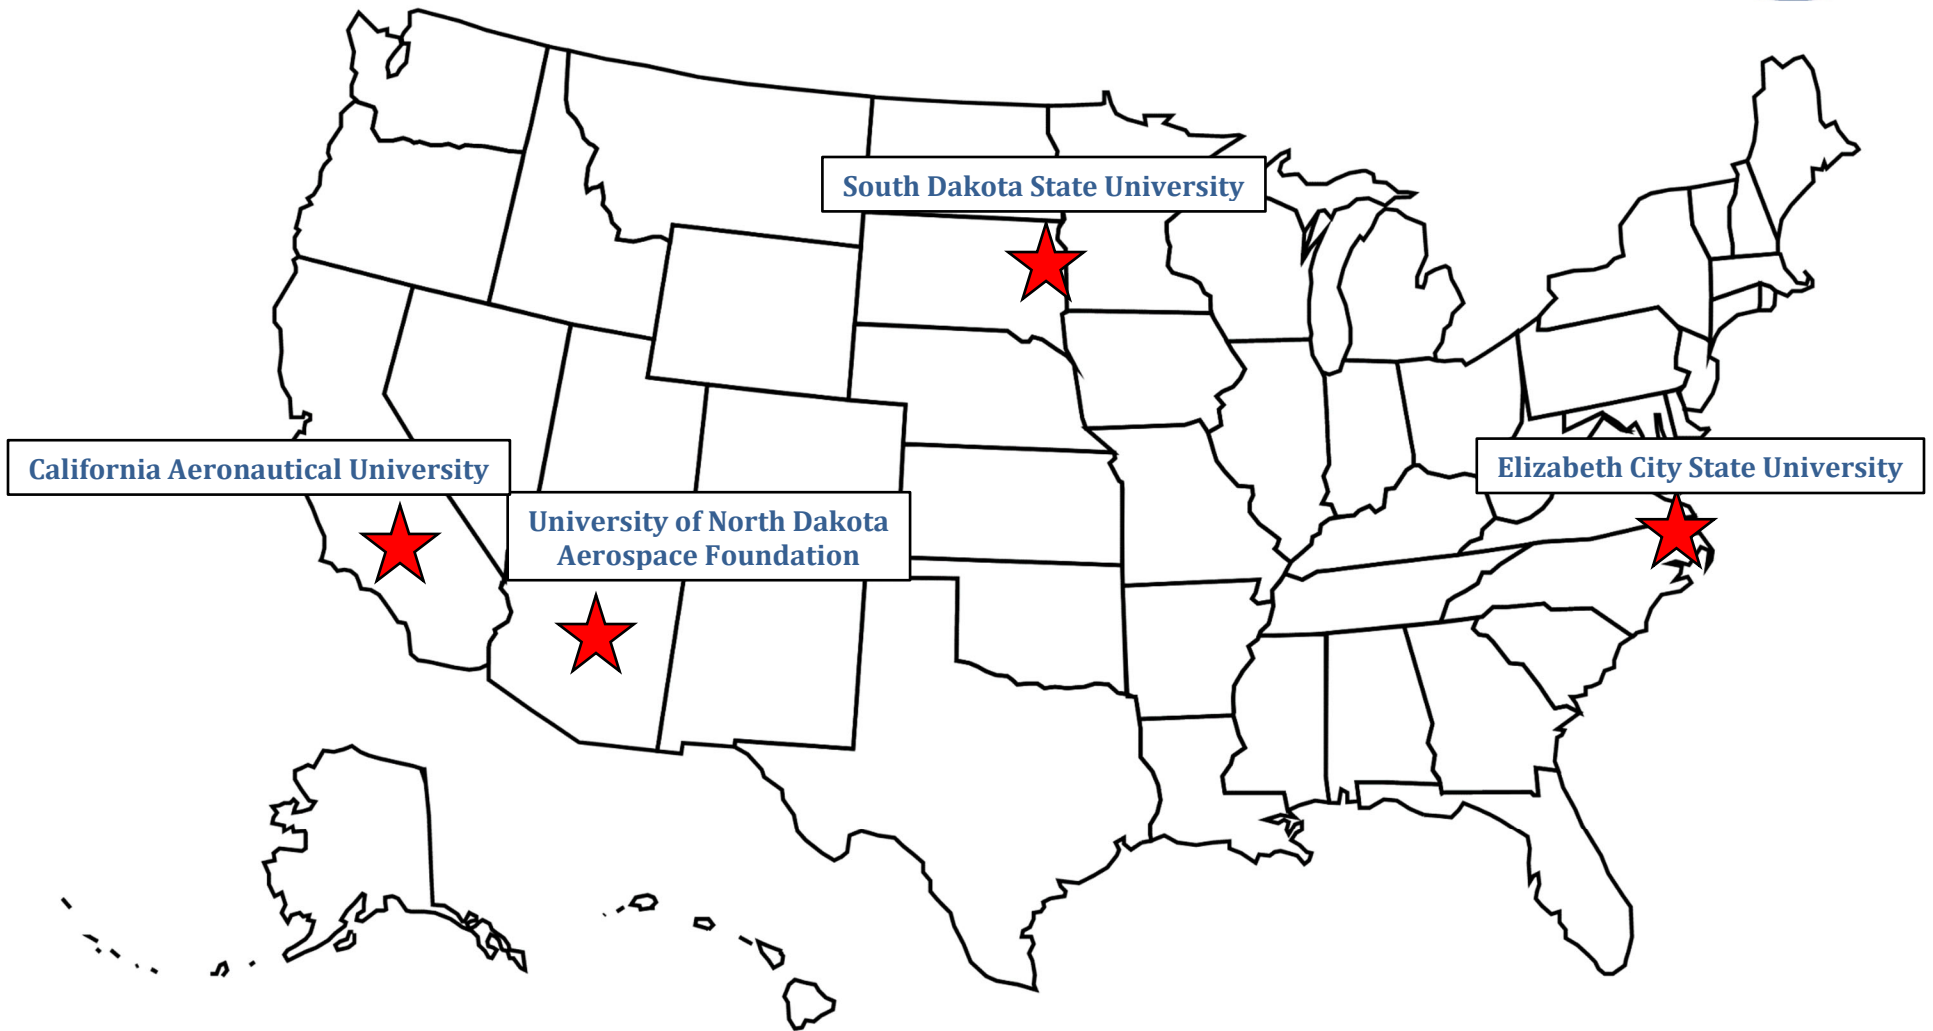 South Dakota State University
California Aeronautical University
Elizabeth City State University
University of North Dakota
Aerospace Foundation